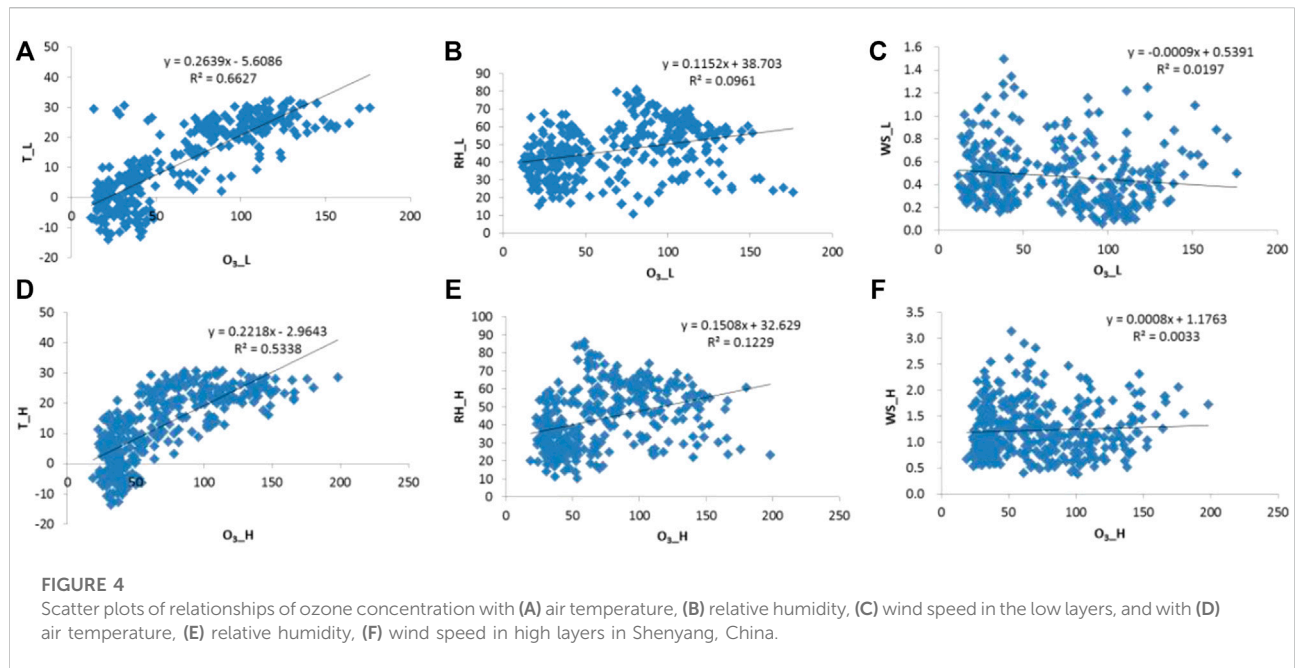 A
y = 0.2639x - 5.6086
R² = 0.6627
50
40
30
20
10
0
-10
-20
0
50
100
150
200
T_L
O₃_L
B
y = 0.1152x + 38.703
R² = 0.0961
90
80
70
60
50
40
30
20
10
0
0
50
100
150
200
RH_L
O₃_L
C
y = -0.0009x + 0.5391
R² = 0.0197
1.6
1.4
1.2
1.0
0.8
0.6
0.4
0.2
0.0
0
50
100
150
200
WS_L
O₃_L
D
y = 0.2218x - 2.9643
R² = 0.5338
50
40
30
20
10
0
-10
-20
0
50
100
150
200
250
T_H
O₃_H
E
y = 0.1508x + 32.629
R² = 0.1229
100
90
80
70
60
50
40
30
20
10
0
0
50
100
150
200
250
RH_H
O₃_H
F
y = 0.0008x + 1.1763
R² = 0.0033
3.5
3.0
2.5
2.0
1.5
1.0
0.5
0.0
0
50
100
150
200
250
WS_H
O₃_H
FIGURE 4
Scatter plots of relationships of ozone concentration with (A) air temperature, (B) relative humidity, (C) wind speed in the low layers, and with (D)
air temperature, (E) relative humidity, (F) wind speed in high layers in Shenyang, China.